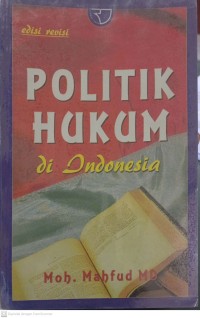 edisi revisi
POLITIK
HUKUM
di Indonesia
Moh. Mahfud MD